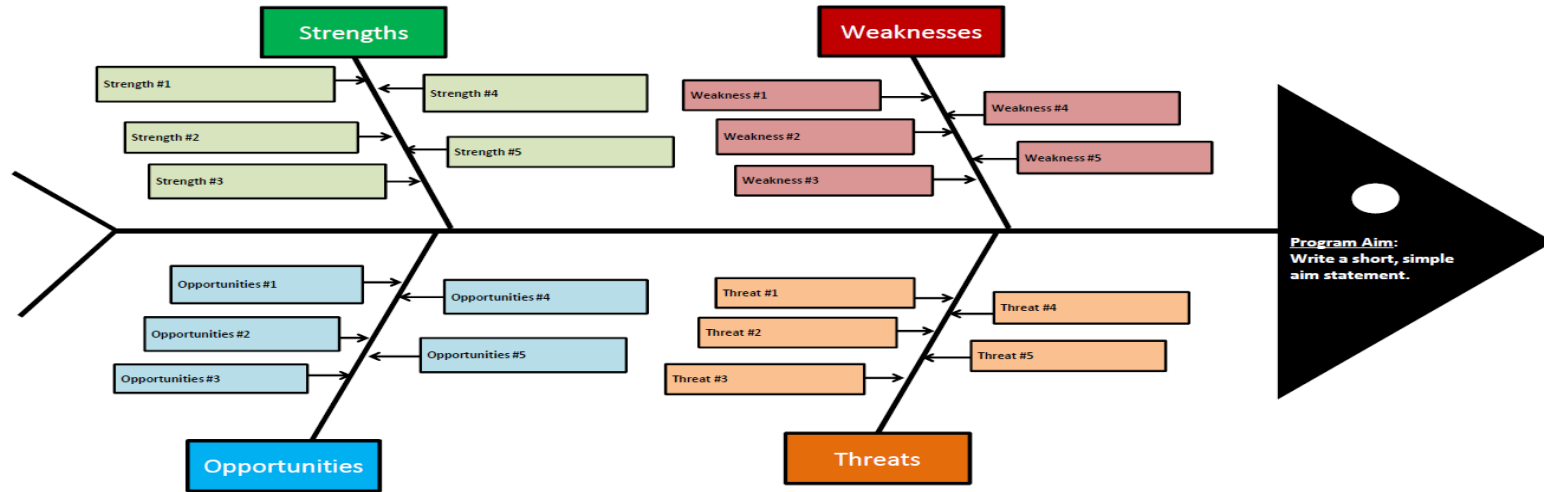 Strengths
Strength #1
Strength #2
Strength #3
Strength #4
Strength #5
Weaknesses
Weakness #1
Weakness #2
Weakness #3
Weakness #4
Weakness #5
Program Aim:
Write a short, simple
aim statement.
Opportunities #1
Opportunities #2
Opportunities #3
Opportunities #4
Opportunities #5
Opportunities
Threat #1
Threat #2
Threat #3
Threat #4
Threat #5
Threats